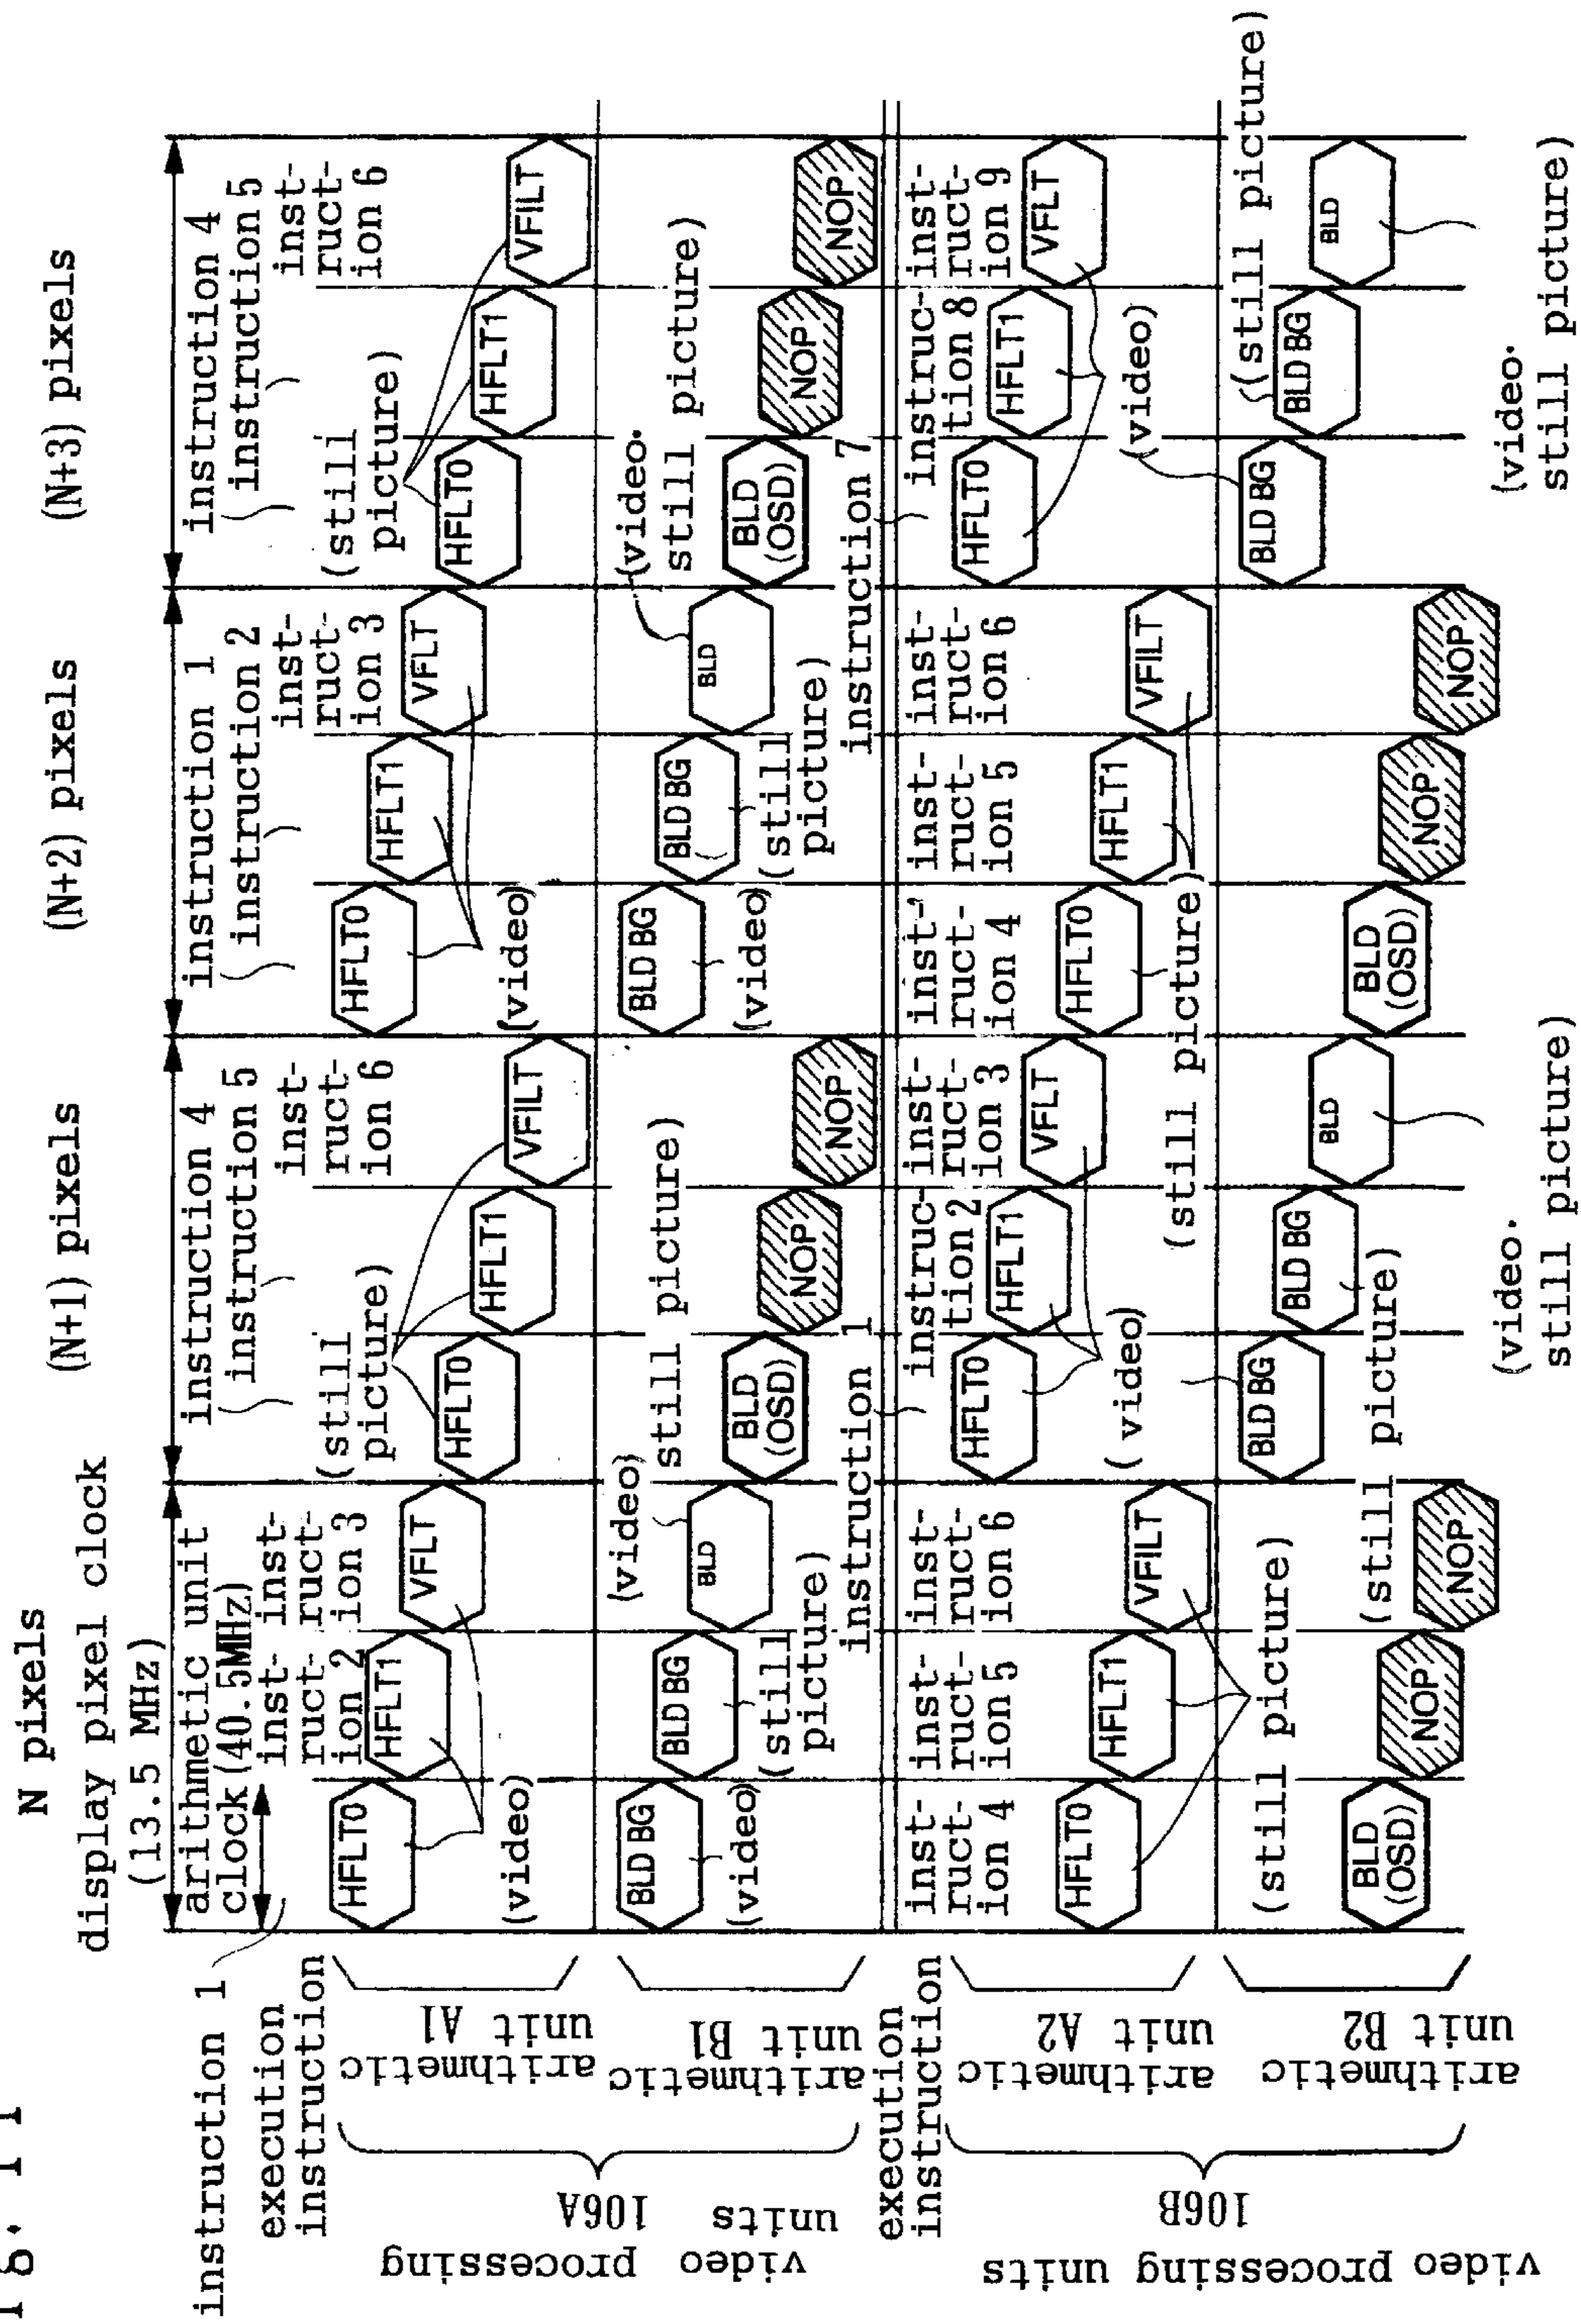 N pixels
display pixel clock
(13.5 MHz)
(N+1) pixels
(N+2) pixels
(N+3) pixels
instruction 1
arithmetic unit
clock(40.5MHz)
inst-
ruct-
ion 2
inst-
ruct-
ion 3
instruction 4
instruction 5
inst-
ruct-
ion 6
instruction 1
instruction 2
inst-
ruct-
ion 3
instruction 4
instruction 5
inst-
ruct-
ion 6
execution
instruction
video processing
units 106A
arithmetic
unit A1
HFLT0
HFLT1
VFLT
(video)
(still
picture)
HFLT0
HFLT1
VFILT
HFLT0
HFLT1
VFLT
(video)
(still
picture)
HFLT0
HFLT1
VFILT
arithmetic
unit B1
BLD BG
(video)
BLD BG
(still
picture)
BLD
(video)
still picture)
BLD
(OSD)
NOP
NOP
BLD BG
(video)
BLD BG
(still
picture)
BLD
(video.
still picture)
BLD
(OSD)
NOP
NOP
execution
instruction
inst-
ruct-
ion 4
inst-
ruct-
ion 5
inst-
ruct-
ion 6
instruction 1
instruc-
tion 2
inst-
ruct-
ion 3
inst-
ruct-
ion 4
inst-
ruct-
ion 5
inst-
ruct-
ion 6
instruction 7
instruc-
tion 8
inst-
ruct-
ion 9
video processing units
106B
arithmetic
unit A2
HFLT0
HFLT1
VFILT
(still picture)
HFLT0
HFLT1
VFLT
(video)
HFLT0
HFLT1
VFILT
(still picture)
HFLT0
HFLT1
VFLT
(video)
arithmetic
unit B2
BLD
(OSD)
NOP
NOP
BLD BG
BLD BG
(still picture)
BLD
(video.
still picture)
BLD
(OSD)
NOP
NOP
BLD BG
BLD BG
(still picture)
BLD
(video.
still picture)